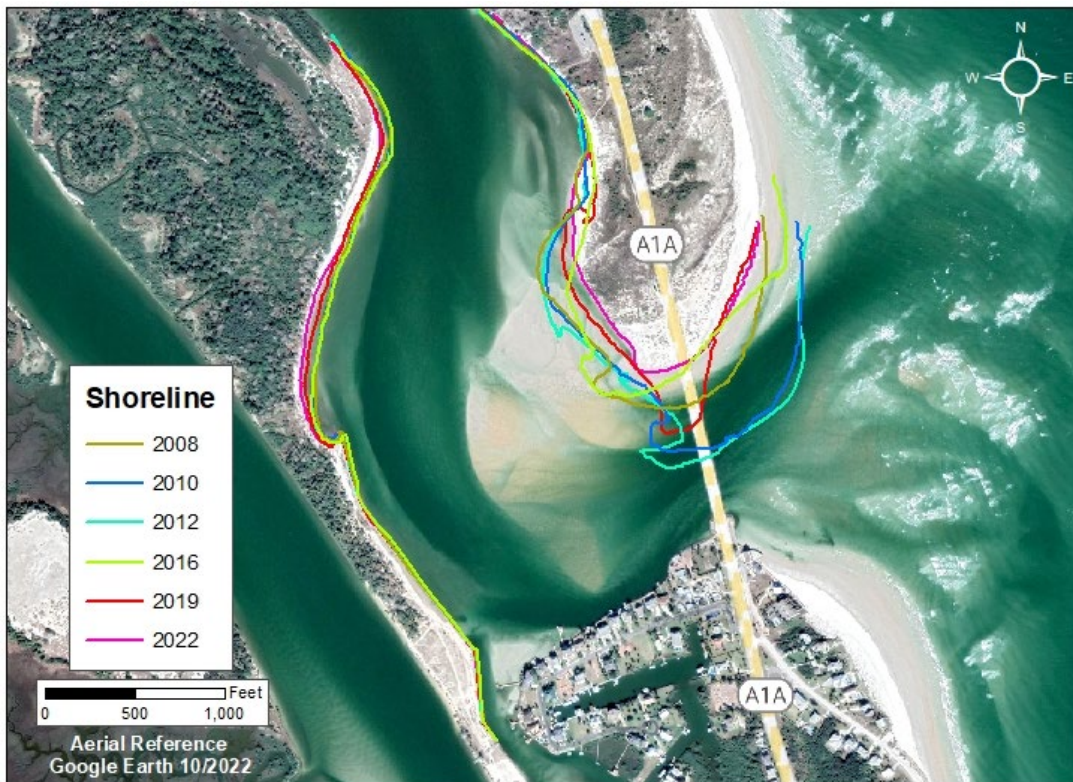 N
W E
S
A1A
Shoreline
2008
2010
2012
2016
2019
2022
Feet
0 500 1,000
Aerial Reference
Google Earth 10/2022
A1A